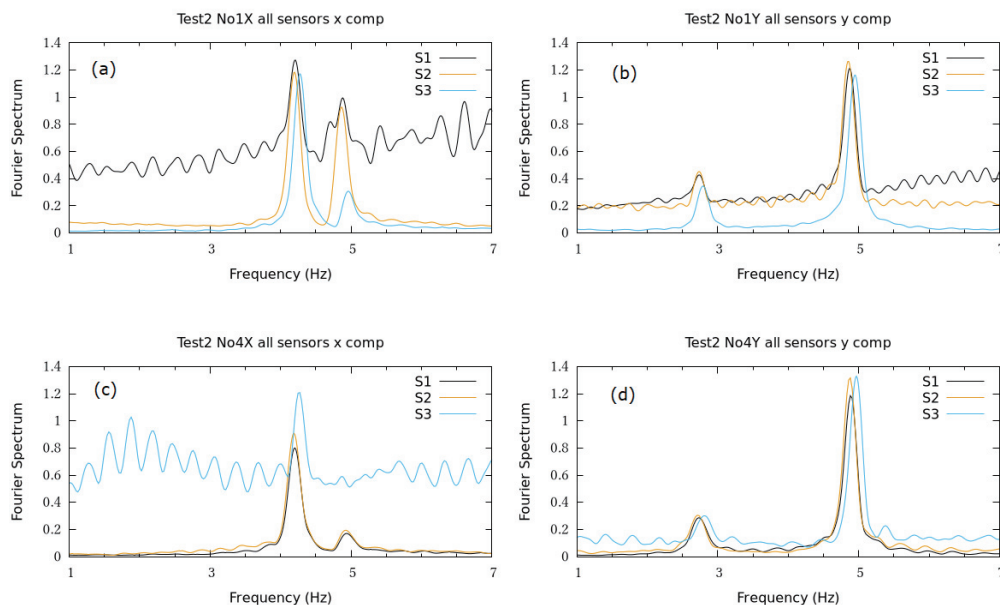 Test2 No1X all sensors x comp
1.4
1.2
1
0.8
0.6
0.4
0.2
0
(a)
S1
S2
S3
Fourier Spectrum
1 3 5 7
Frequency (Hz)
Test2 No1Y all sensors y comp
1.4
1.2
1
0.8
0.6
0.4
0.2
0
(b)
S1
S2
S3
Fourier Spectrum
1 3 5 7
Frequency (Hz)
Test2 No4X all sensors x comp
1.4
1.2
1
0.8
0.6
0.4
0.2
0
(c)
S1
S2
S3
Fourier Spectrum
1 3 5 7
Frequency (Hz)
Test2 No4Y all sensors y comp
1.4
1.2
1
0.8
0.6
0.4
0.2
0
(d)
S1
S2
S3
Fourier Spectrum
1 3 5 7
Frequency (Hz)